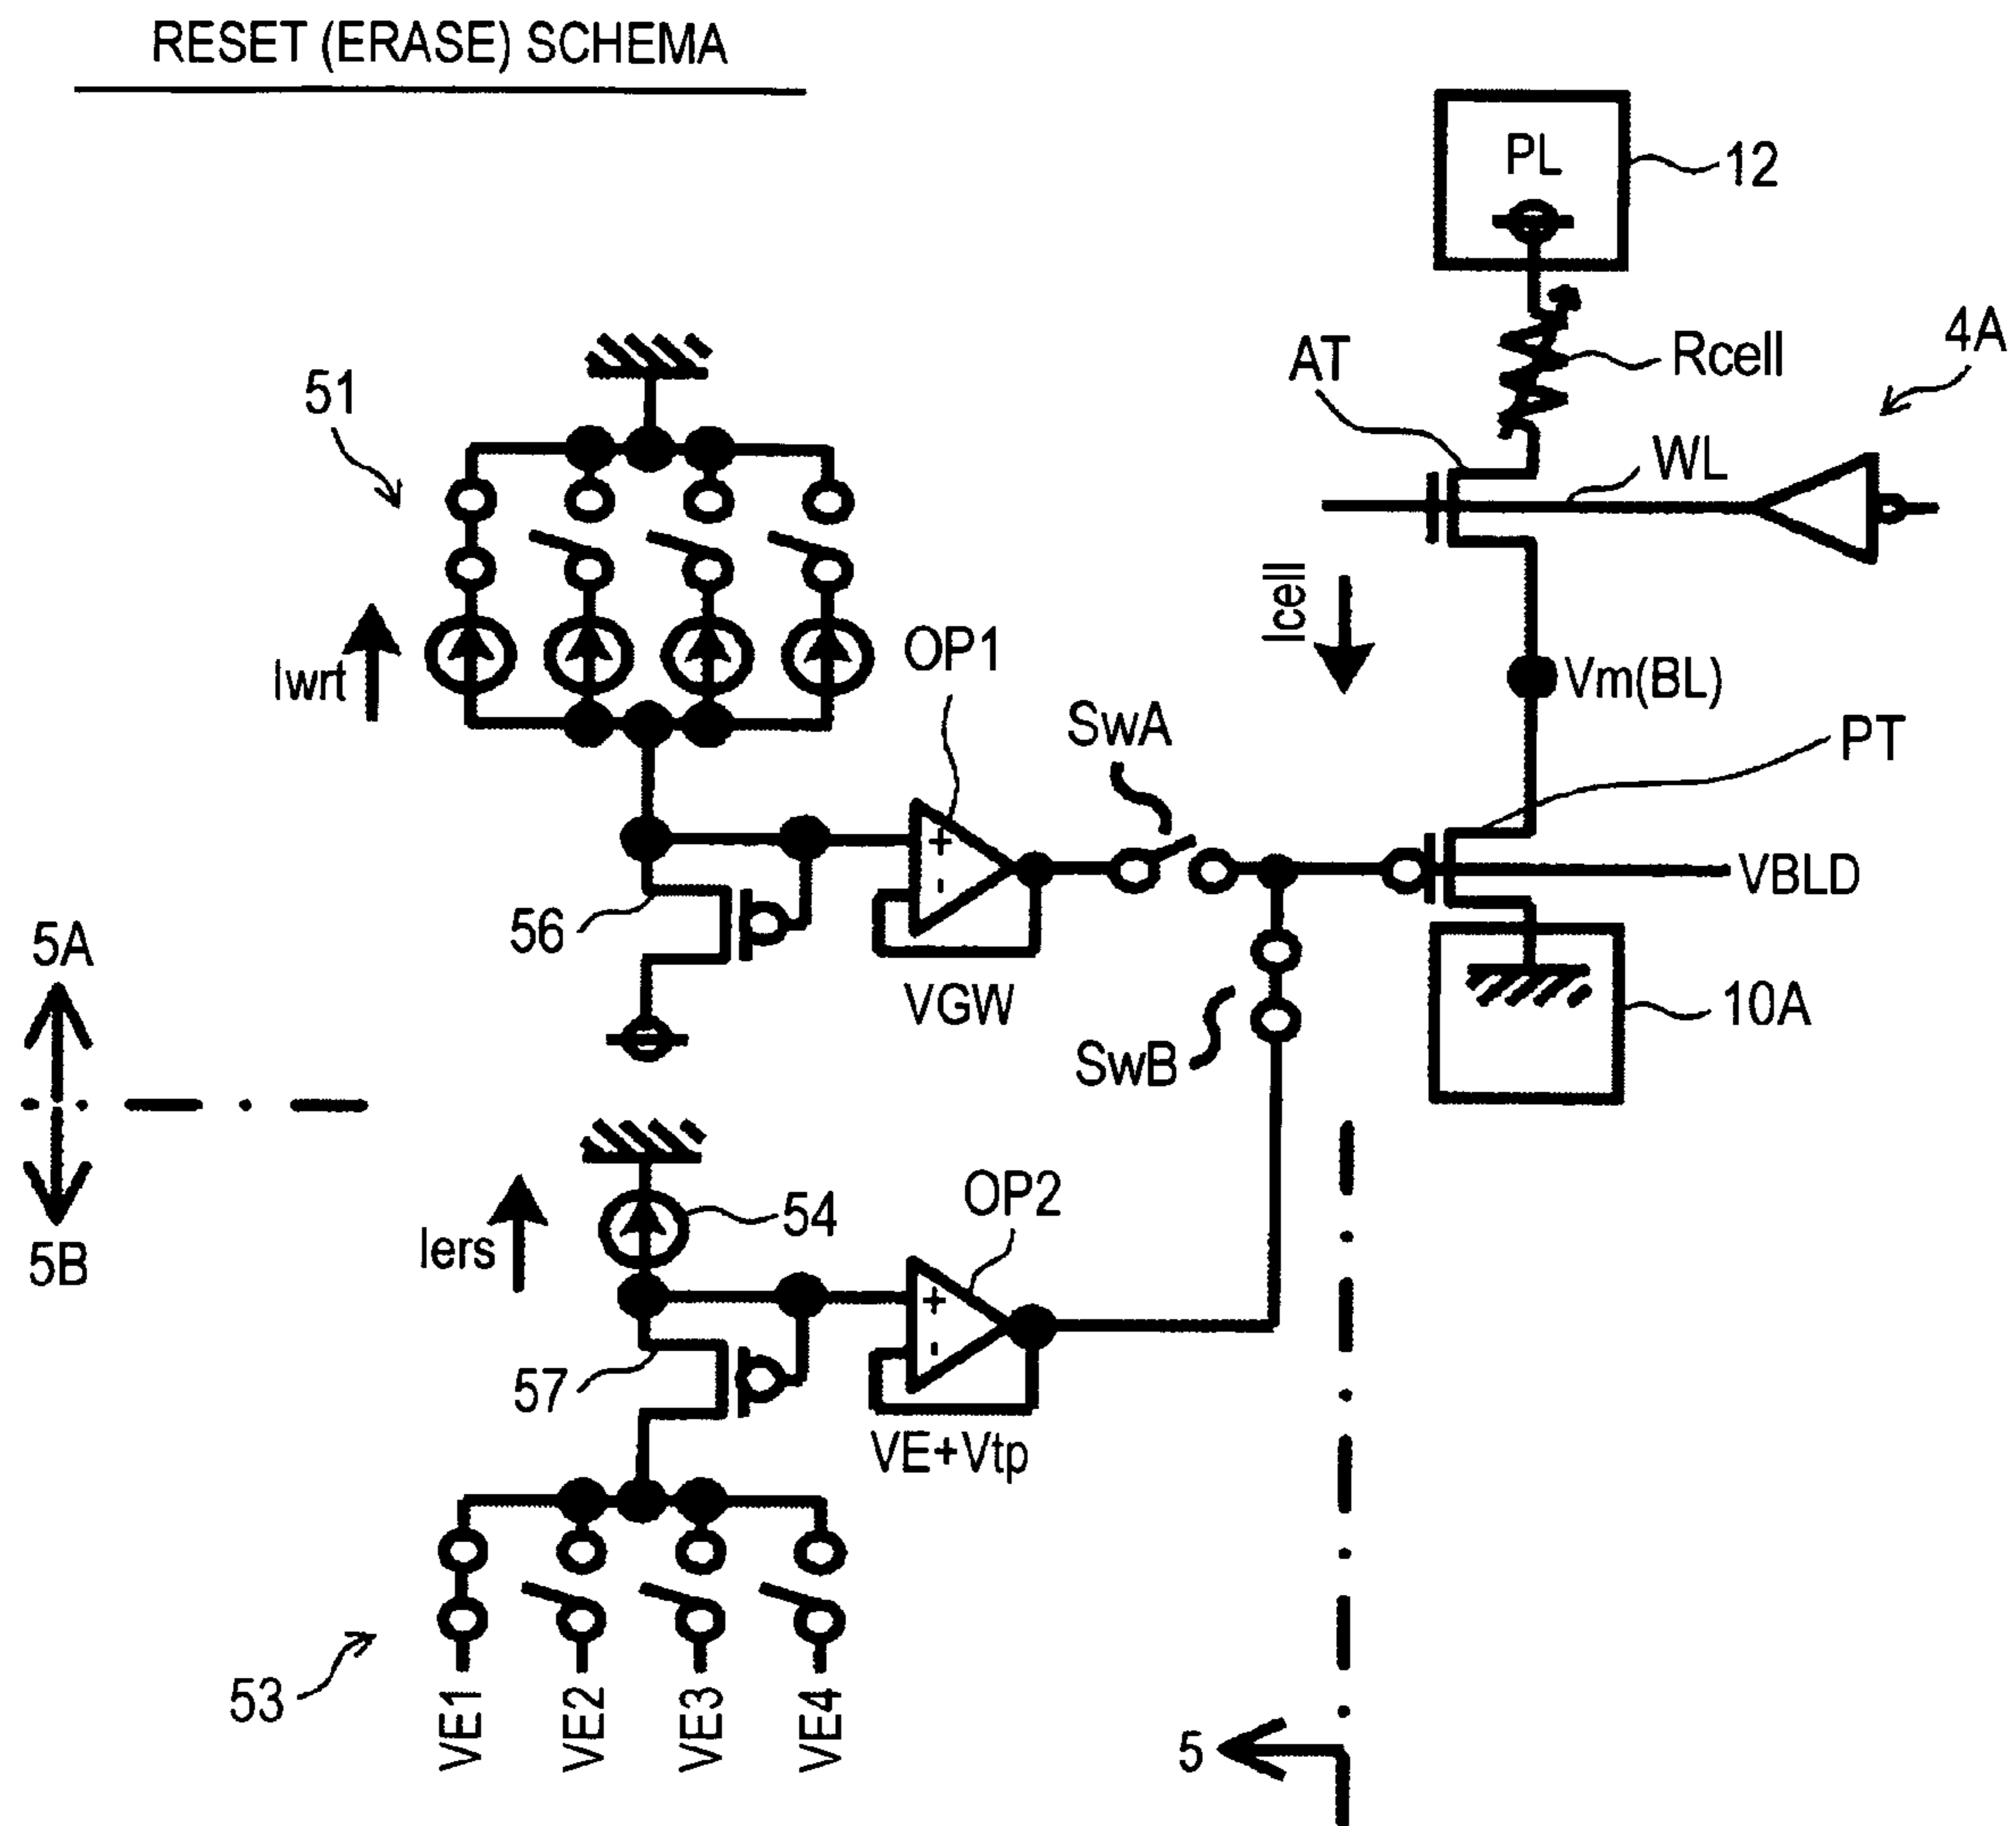 RESET (ERASE) SCHEMA
PL
12
AT
Rcell
4A
51
WL
Iwrt
OP1
Icell
Vm(BL)
SwA
PT
+
-
VBLD
56
5A
VGW
10A
SwB
5B
Iers
54
OP2
+
-
57
VE+Vtp
53
VE1
VE2
VE3
VE4
5